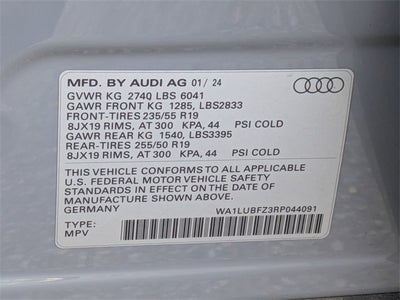 MFD. BY AUDI AG 01/24
GVWR KG 2740 LBS 6041
GAWR FRONT KG 1285, LBS2833
FRONT-TIRES 235/55 R19
8JX19 RIMS, AT 300 KPA, 44 PSI COLD
GAWR REAR KG 1540, LBS3395
REAR-TIRES 255/50 R19
8JX19 RIMS, AT 300 KPA, 44 PSI COLD
THIS VEHICLE CONFORMS TO ALL APPLICABLE
U.S. FEDERAL MOTOR VEHICLE SAFETY
STANDARDS IN EFFECT ON THE DATE OF
MANUFACTURE SHOWN ABOVE.
GERMANY
WA1LUBFZ3RP044091
TYPE:
MPV